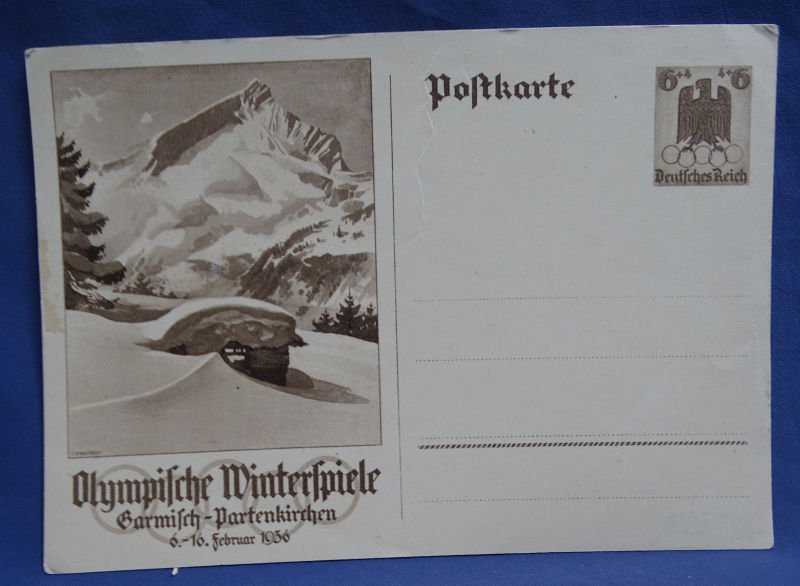 Postkarte
6+4 4+6
Deutsches Reich
Olympische Winterspiele
Garmisch-Partenkirchen
6.-16. Februar 1936